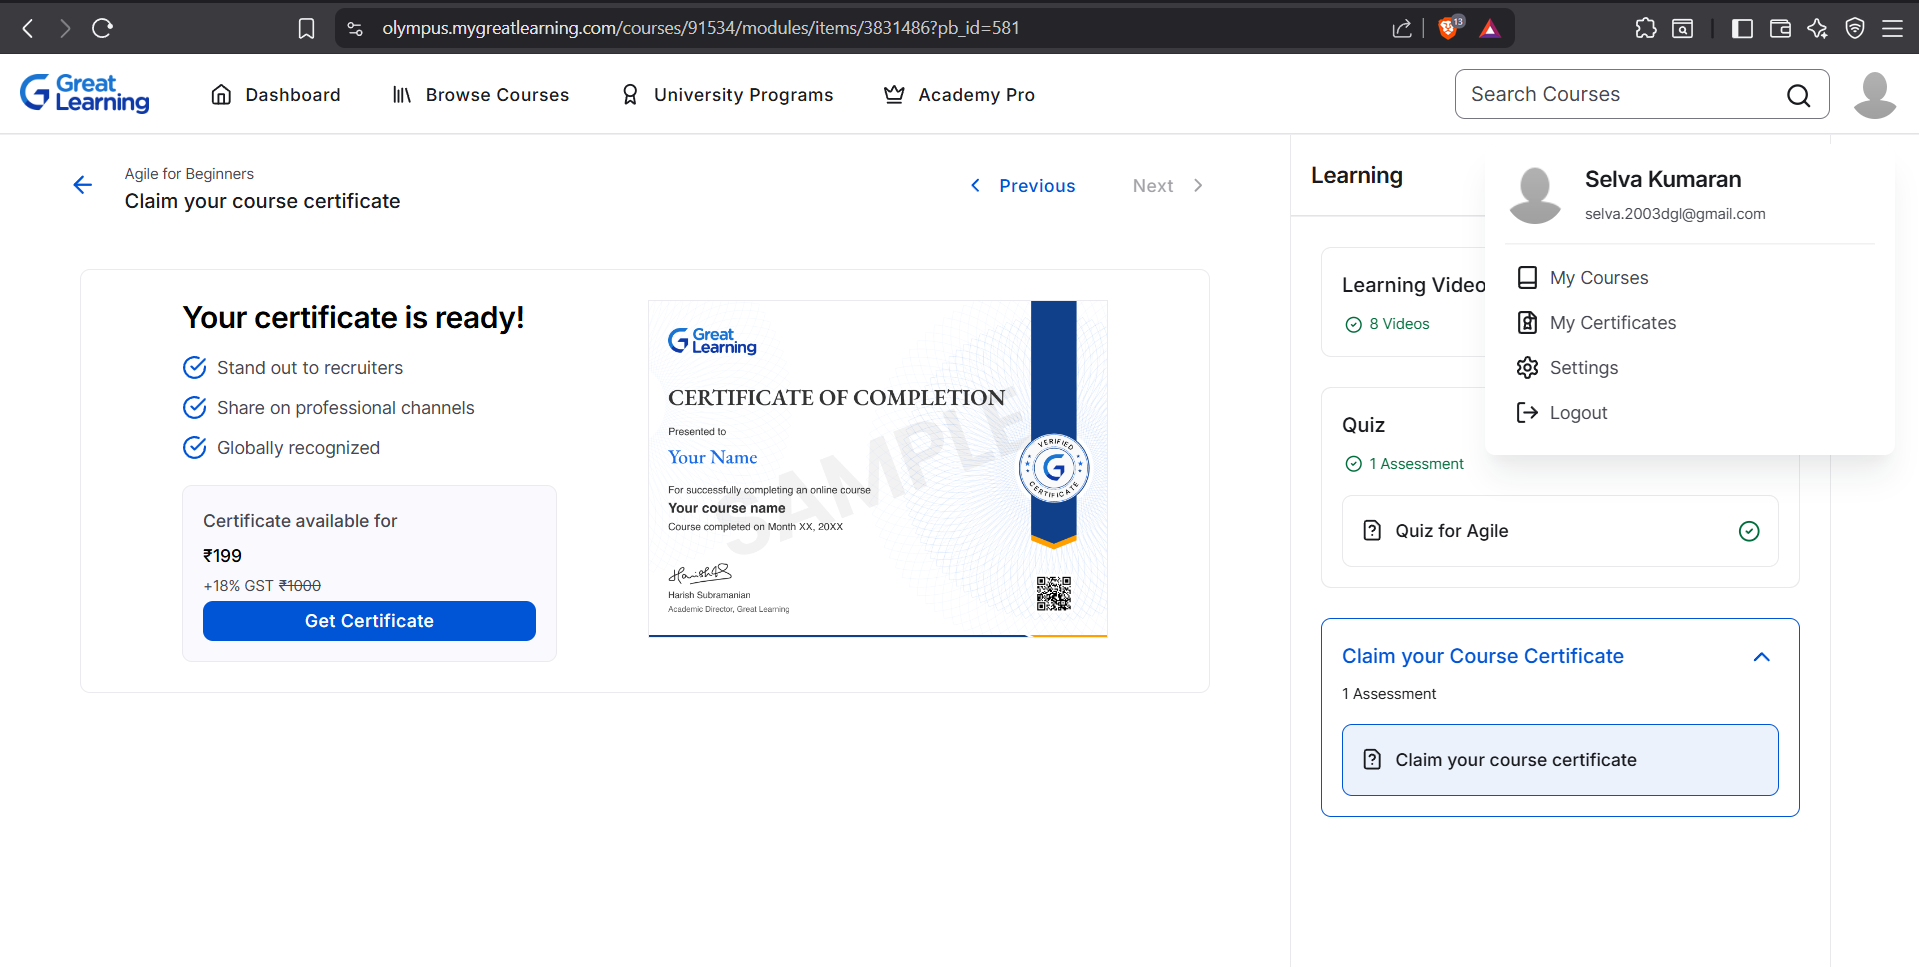 olympus.mygreatlearning.com/courses/91534/modules/items/3831486?pb_id=581
13
Great
Learning
Dashboard
Browse Courses
University Programs
Academy Pro
Search Courses
Agile for Beginners
Claim your course certificate
Previous
Next
Your certificate is ready!
Stand out to recruiters
Share on professional channels
Globally recognized
Certificate available for
₹199
+18% GST ₹1000
Get Certificate
Great
Learning
CERTIFICATE OF COMPLETION
Presented to
Your Name
For successfully completing an online course
Your course name
Course completed on Month XX, 20XX
SAMPLE
VERIFIED
CERTIFICATE
Harish Subramanian
Academic Director, Great Learning
Learning
Selva Kumaran
selva.2003dgl@gmail.com
My Courses
My Certificates
Settings
Logout
Learning Video
8 Videos
Quiz
1 Assessment
Quiz for Agile
Claim your Course Certificate
1 Assessment
Claim your course certificate